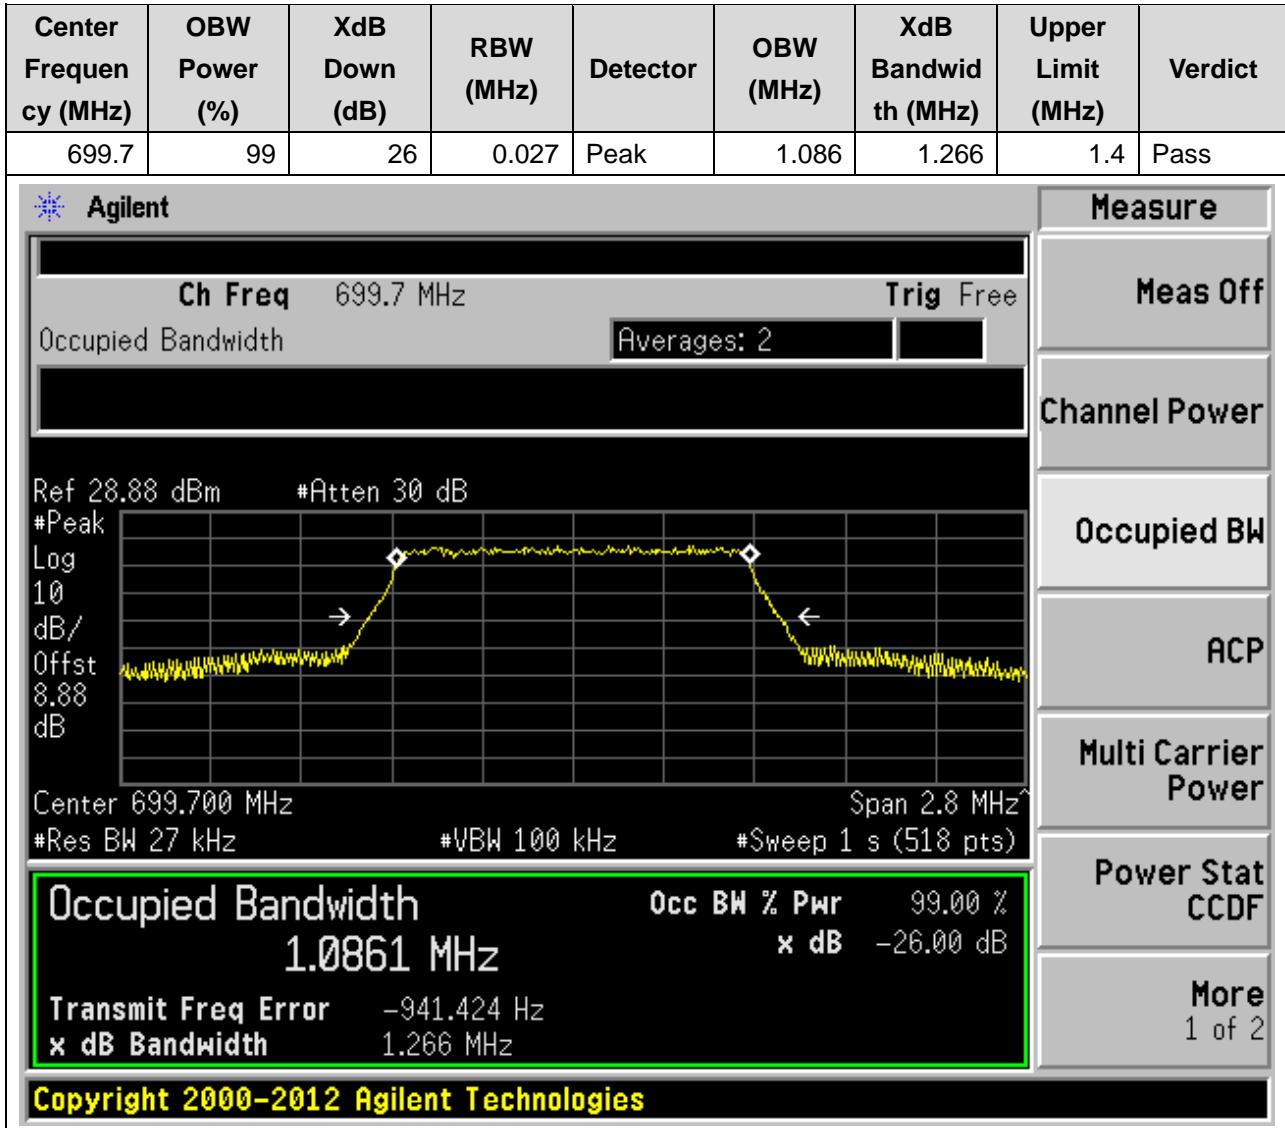 Center Frequen cy (MHz) OBW Power (%) XdB Down (dB) RBW (MHz) Detector OBW (MHz) XdB Bandwid th (MHz) Upper Limit (MHz) Verdict
699.7 99 26 0.027 Peak 1.086 1.266 1.4 Pass
Agilent
Measure
Ch Freq 699.7 MHz Trig Free
Occupied Bandwidth Averages: 2
Meas Off
Channel Power
Occupied BW
ACP
Multi Carrier
Power
Power Stat
CCDF
More
1 of 2
Ref 28.88 dBm #Atten 30 dB
#Peak
Log
10
dB/
Offst
8.88
dB
Center 699.700 MHz Span 2.8 MHz^
#Res BW 27 kHz #VBW 100 kHz #Sweep 1 s (518 pts)
Occupied Bandwidth Occ BW % Pwr 99.00 %
1.0861 MHz x dB -26.00 dB
Transmit Freq Error -941.424 Hz
x dB Bandwidth 1.266 MHz
Copyright 2000-2012 Agilent Technologies